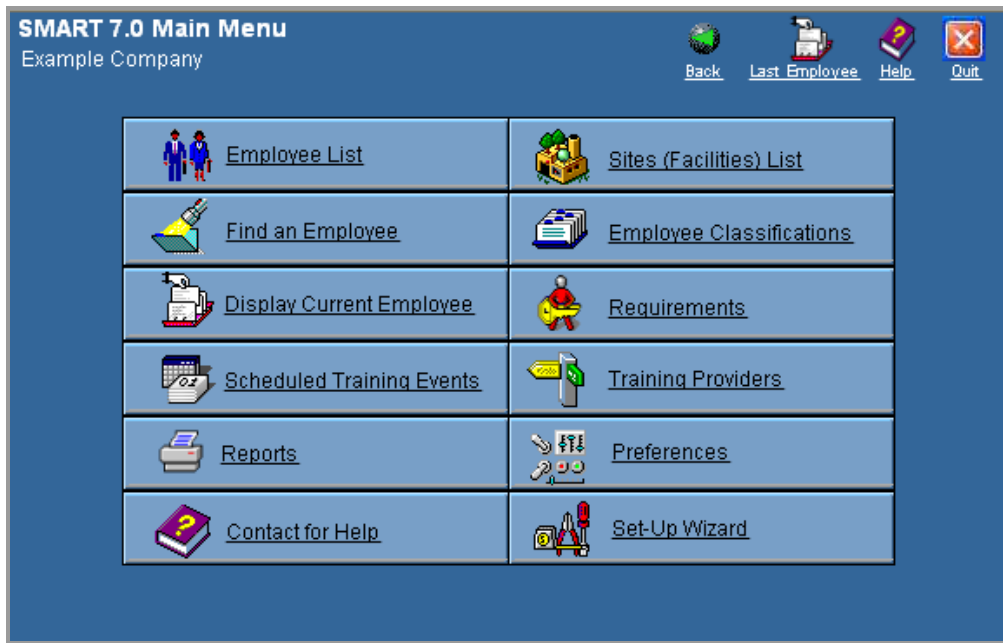 SMART 7.0 Main Menu
Example Company
Back Last Employee Help Quit
Employee List
Sites (Facilities) List
Find an Employee
Employee Classifications
Display Current Employee
Requirements
Scheduled Training Events
Training Providers
Reports
Preferences
Contact for Help
Set-Up Wizard